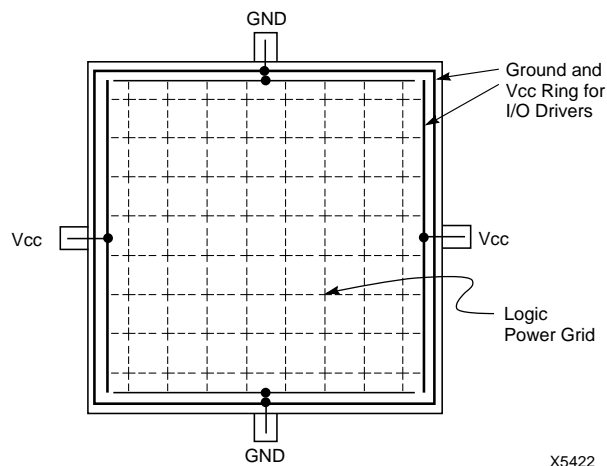 GND
Ground and
Vcc Ring for
I/O Drivers
Vcc
Vcc
Logic
Power Grid
GND
X5422